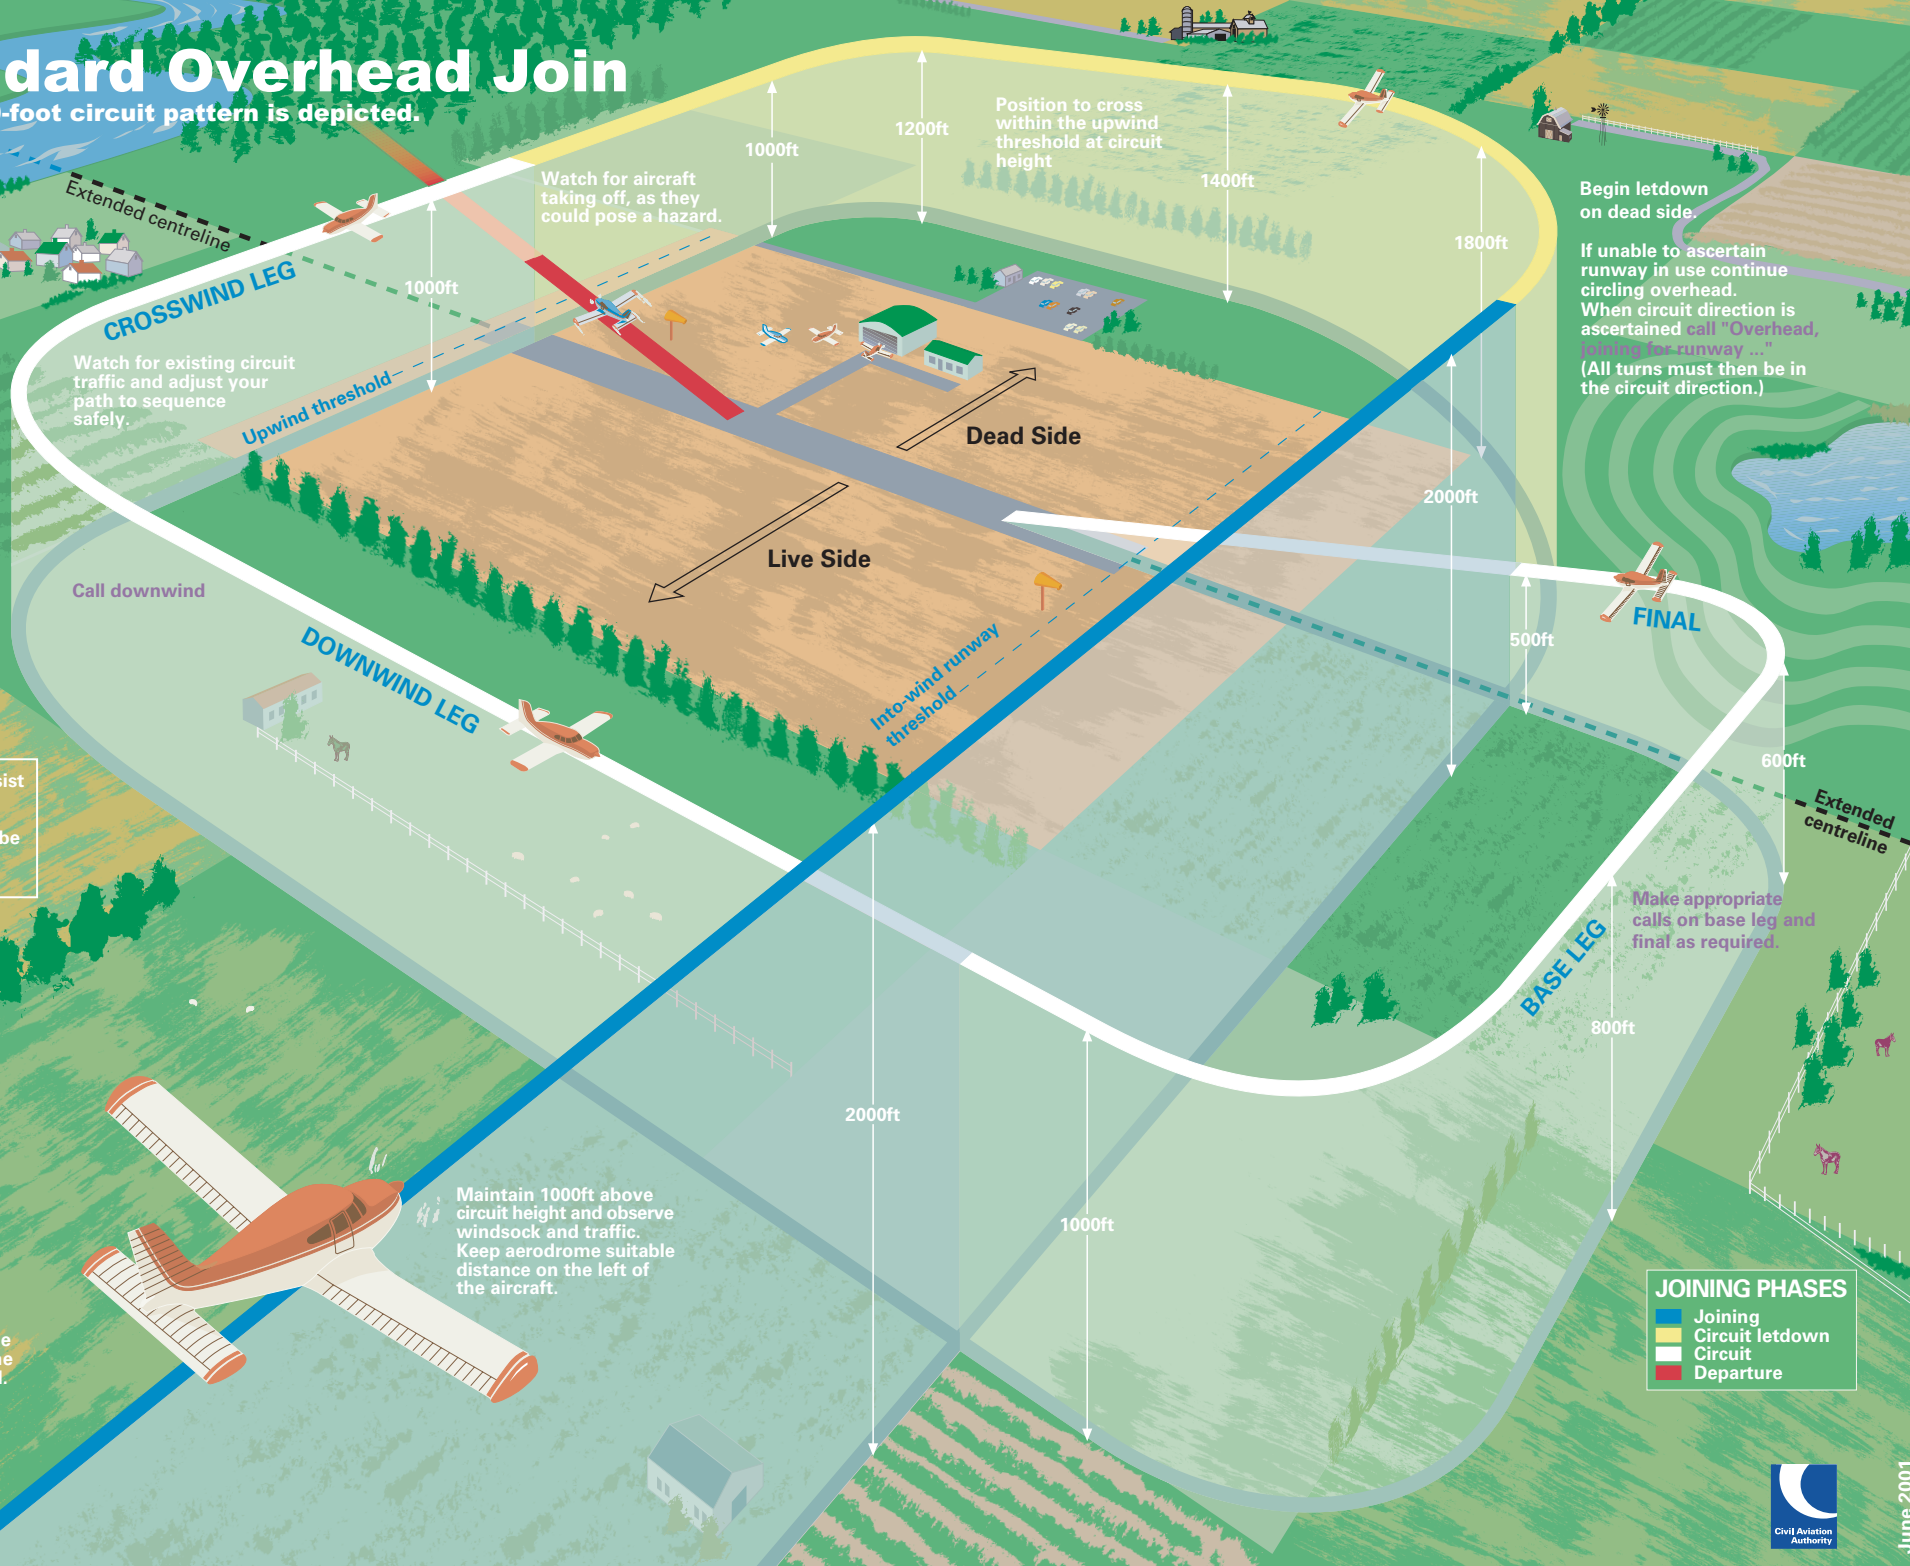 dard Overhead Join
-foot circuit pattern is depicted.
Extended centreline
CROSSWIND LEG
1000ft
Watch for aircraft
taking off, as they
could pose a hazard.
1000ft
1200ft
Position to cross
within the upwind
threshold at circuit
height
1400ft
1800ft
Begin letdown
on dead side.
If unable to ascertain
runway in use continue
circling overhead.
When circuit direction is
ascertained call "Overhead,
joining for runway ..."
(All turns must then be in
the circuit direction.)
Watch for existing circuit
traffic and adjust your
path to sequence
safely.
Upwind threshold
Dead Side
Live Side
2000ft
Call downwind
DOWNWIND LEG
Into-wind runway
threshold
500ft
FINAL
600ft
Extended
centreline
sist
be
Make appropriate
calls on base leg and
final as required.
BASE LEG
800ft
2000ft
1000ft
Maintain 1000ft above
circuit height and observe
windsock and traffic.
Keep aerodrome suitable
distance on the left of
the aircraft.
JOINING PHASES
Joining
Circuit letdown
Circuit
Departure
Civil Aviation
Authority
June 2001